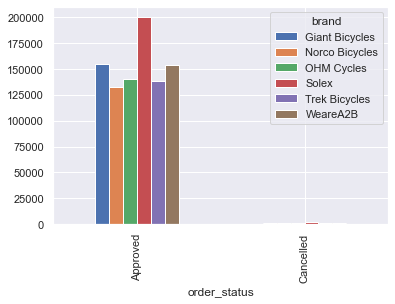 200000
175000
150000
125000
100000
75000
50000
25000
0
brand
Giant Bicycles
Norco Bicycles
OHM Cycles
Solex
Trek Bicycles
WeareA2B
Approved
Cancelled
order_status